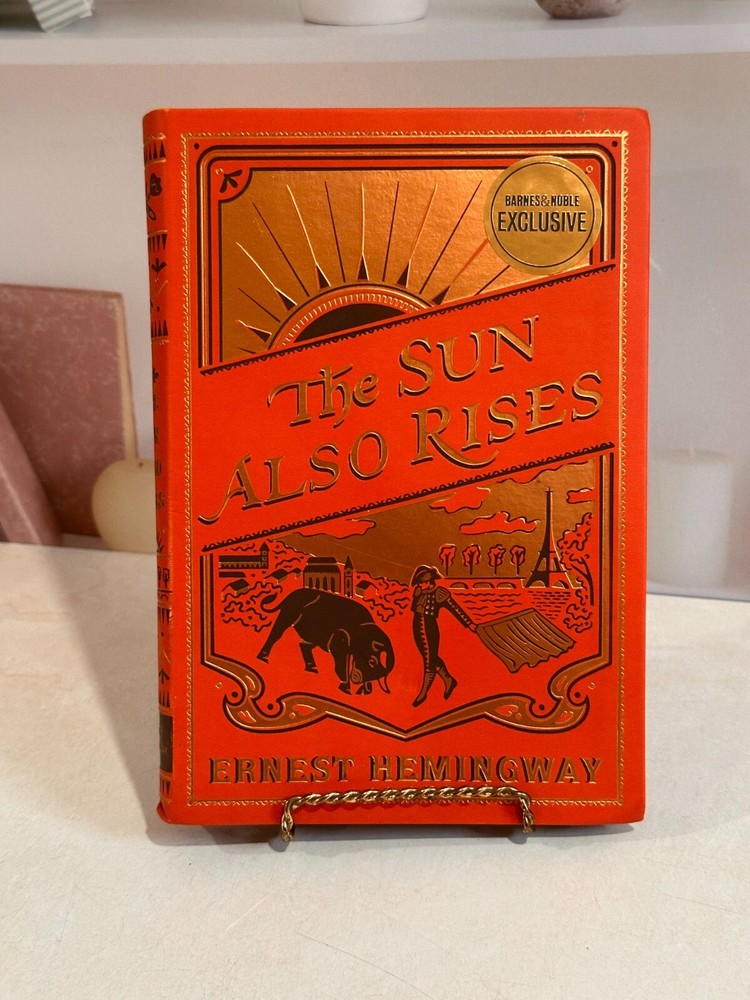 BARNES & NOBLE
EXCLUSIVE
The SUN
ALSO RISES
ERNEST HEMINGWAY